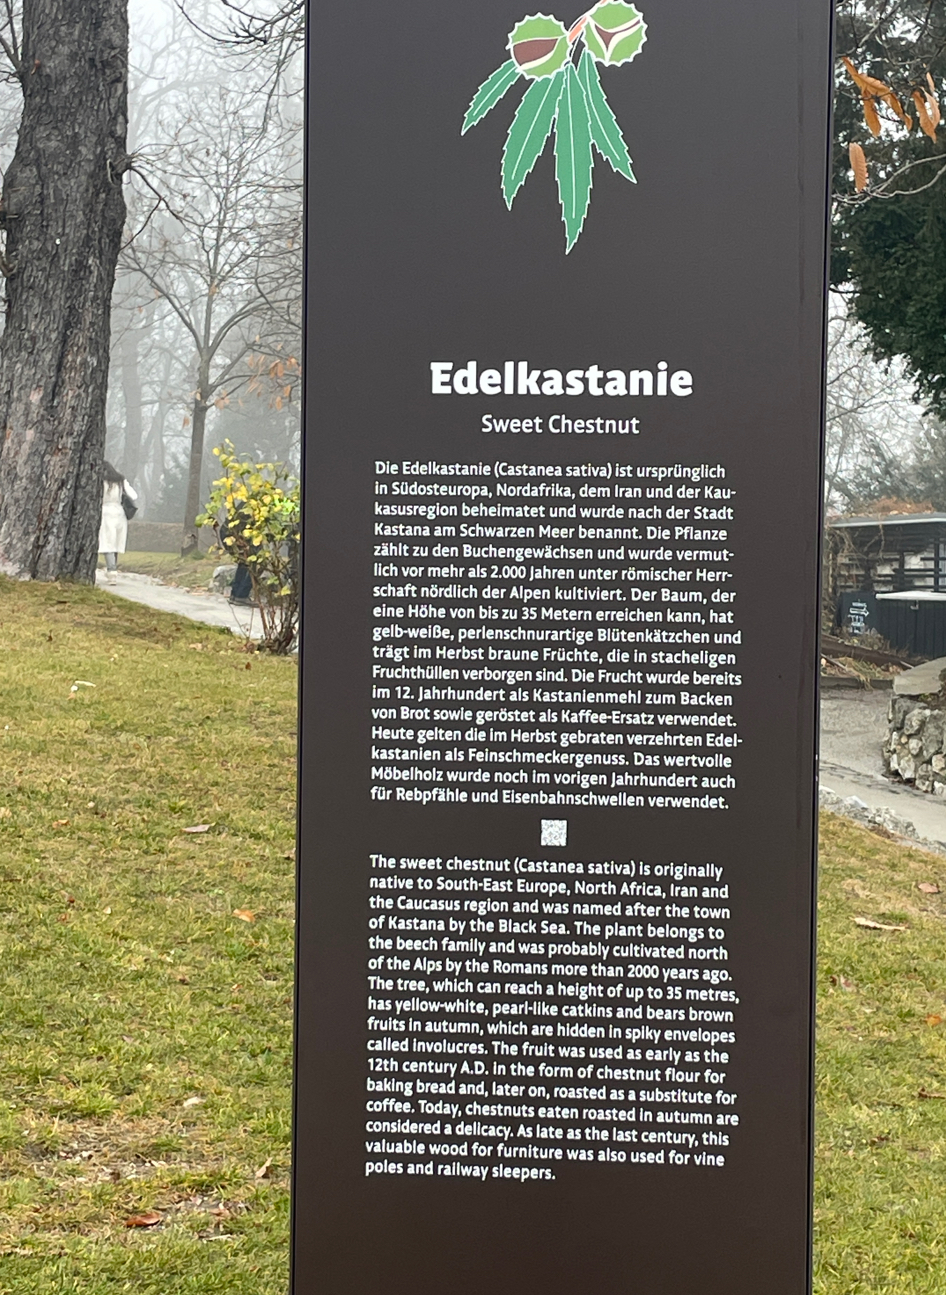 Edelkastanie
Sweet Chestnut
Die Edelkastanie (Castanea sativa) ist ursprünglich
in Südosteuropa, Nordafrika, dem Iran und der Kau-
kasusregion beheimatet und wurde nach der Stadt
Kastana am Schwarzen Meer benannt. Die Pflanze
zählt zu den Buchengewächsen und wurde vermut-
lich vor mehr als 2.000 Jahren unter römischer Herr-
schaft nördlich der Alpen kultiviert. Der Baum, der
eine Höhe von bis zu 35 Metern erreichen kann, hat
gelb-weiße, perlenschnurartige Blütenkätzchen und
trägt im Herbst braune Früchte, die in stacheligen
Fruchthüllen verborgen sind. Die Frucht wurde bereits
im 12. Jahrhundert als Kastanienmehl zum Backen
von Brot sowie geröstet als Kaffee-Ersatz verwendet.
Heute gelten die im Herbst gebraten verzehrten Edel-
kastanien als Feinschmeckergenuss. Das wertvolle
Möbelholz wurde noch im vorigen Jahrhundert auch
für Rebpfähle und Eisenbahnschwellen verwendet.
The sweet chestnut (Castanea sativa) is originally
native to South-East Europe, North Africa, Iran and
the Caucasus region and was named after the town
of Kastana by the Black Sea. The plant belongs to
the beech family and was probably cultivated north
of the Alps by the Romans more than 2000 years ago.
The tree, which can reach a height of up to 35 metres,
has yellow-white, pearl-like catkins and bears brown
fruits in autumn, which are hidden in spiky envelopes
called involucres. The fruit was used as early as the
12th century A.D. in the form of chestnut flour for
baking bread and, later on, roasted as a substitute for
coffee. Today, chestnuts eaten roasted in autumn are
considered a delicacy. As late as the last century, this
valuable wood for furniture was also used for vine
poles and railway sleepers.